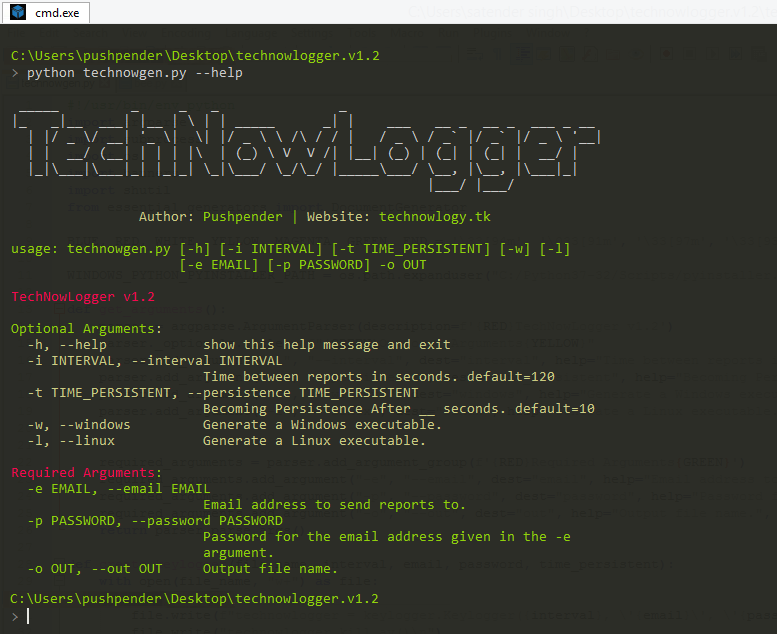 cmd.exe
C:\Users\pushpender\Desktop\technowlogger.v1.2
> python technowgen.py --help
TechNowLogger
Author: Pushpender | Website: technowlogy.tk
usage: technowgen.py [-h] [-i INTERVAL] [-t TIME_PERSISTENT] [-w] [-l]
[-e EMAIL] [-p PASSWORD] -o OUT
TechNowLogger v1.2
Optional Arguments:
-h, --help show this help message and exit
-i INTERVAL, --interval INTERVAL
Time between reports in seconds. default=120
-t TIME_PERSISTENT, --persistence TIME_PERSISTENT
Becoming Persistence After __ seconds. default=10
-w, --windows Generate a Windows executable.
-l, --linux Generate a Linux executable.
Required Arguments:
-e EMAIL, --email EMAIL
Email address to send reports to.
-p PASSWORD, --password PASSWORD
Password for the email address given in the -e
argument.
-o OUT, --out OUT Output file name.
C:\Users\pushpender\Desktop\technowlogger.v1.2
>